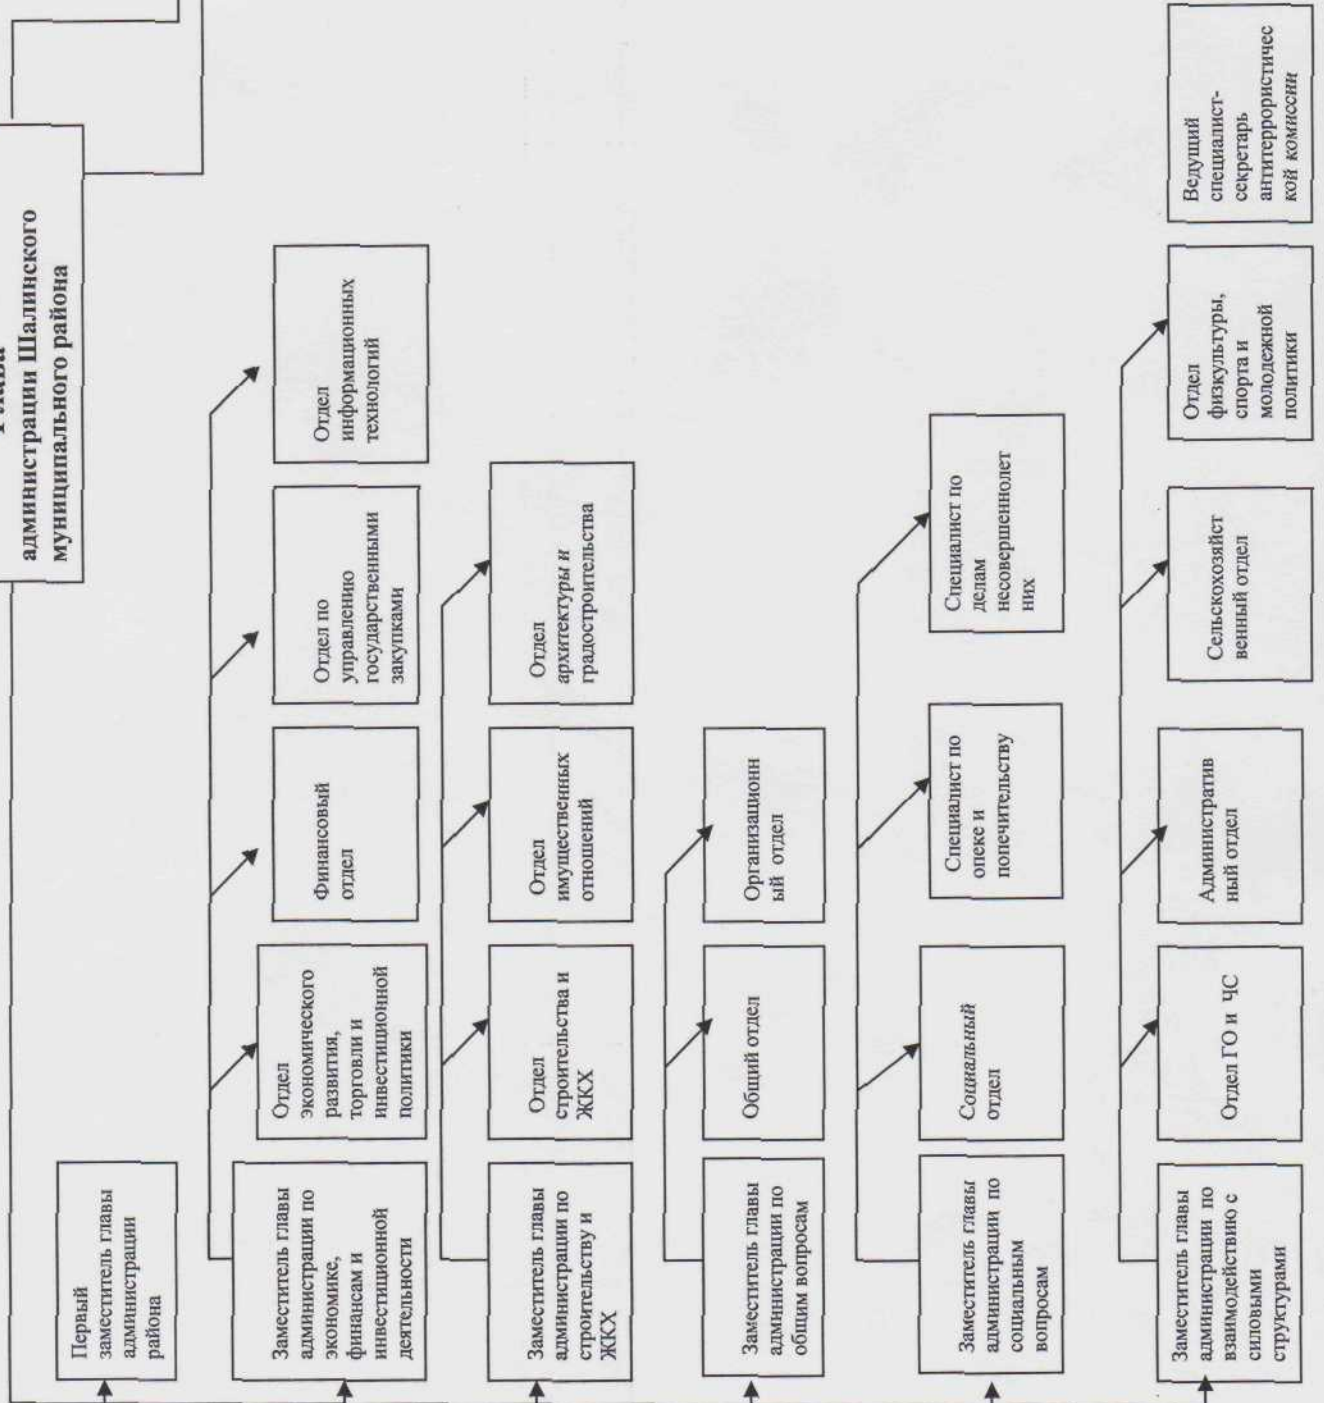 Глава
администрации Шалинского
муниципального района
Первый
заместитель главы
администрации
района
Заместитель главы
администрации по
экономике,
финансам и
инвестиционной
деятельности
Отдел
экономического
развития,
торговли и
инвестиционной
политики
Финансовый
отдел
Отдел по
управлению
государственными
закупками
Отдел
информационных
технологий
Заместитель главы
администрации по
строительству и
ЖКХ
Отдел
строительства и
ЖКХ
Отдел
имущественных
отношений
Отдел
архитектуры и
градостроительства
Заместитель главы
администрации по
общим вопросам
Общий отдел
Организационн
ый отдел
Заместитель главы
администрации по
социальным
вопросам
Социальный
отдел
Специалист по
опеке и
попечительству
Специалист по
делам
несовершеннолет
них
Заместитель главы
администрации по
взаимодействию с
силовыми
структурами
Отдел ГО и ЧС
Административ
ный отдел
Сельскохозяйст
венный отдел
Отдел
физкультуры,
спорта и
молодежной
политики
Ведущий
специалист-
секретарь
антитеррористичес
кой комиссии